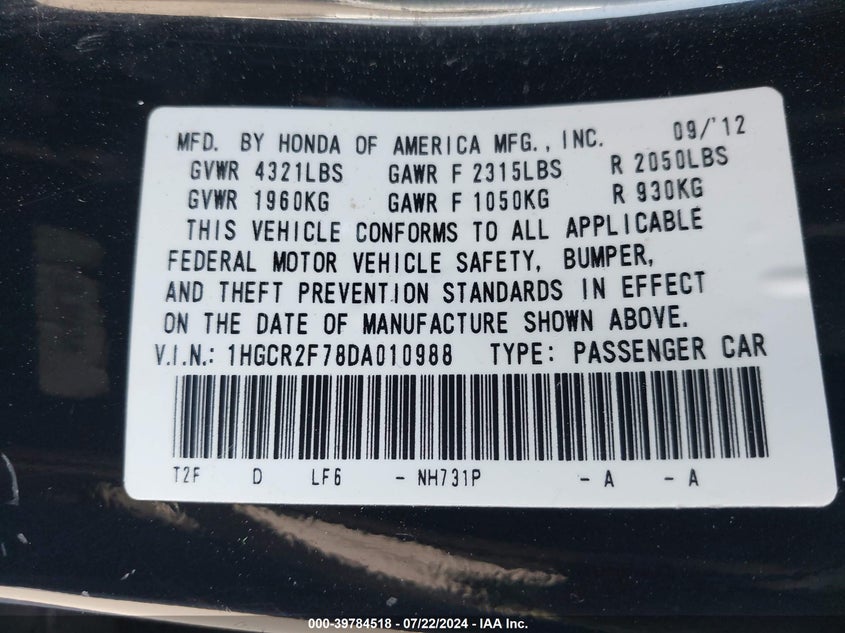 MFD. BY HONDA OF AMERICA MFG., INC. 09/'12
GVWR 4321LBS GAWR F 2315LBS R 2050LBS
GVWR 1960KG GAWR F 1050KG R 930KG
THIS VEHICLE CONFORMS TO ALL APPLICABLE
FEDERAL MOTOR VEHICLE SAFETY, BUMPER,
AND THEFT PREVENTION STANDARDS IN EFFECT
ON THE DATE OF MANUFACTURE SHOWN ABOVE.
V.I.N.: 1HGCR2F78DA010988 TYPE: PASSENGER CAR
T2F D LF6 - NH731P - A - A
000-39784518 - 07/22/2024 - IAA Inc.